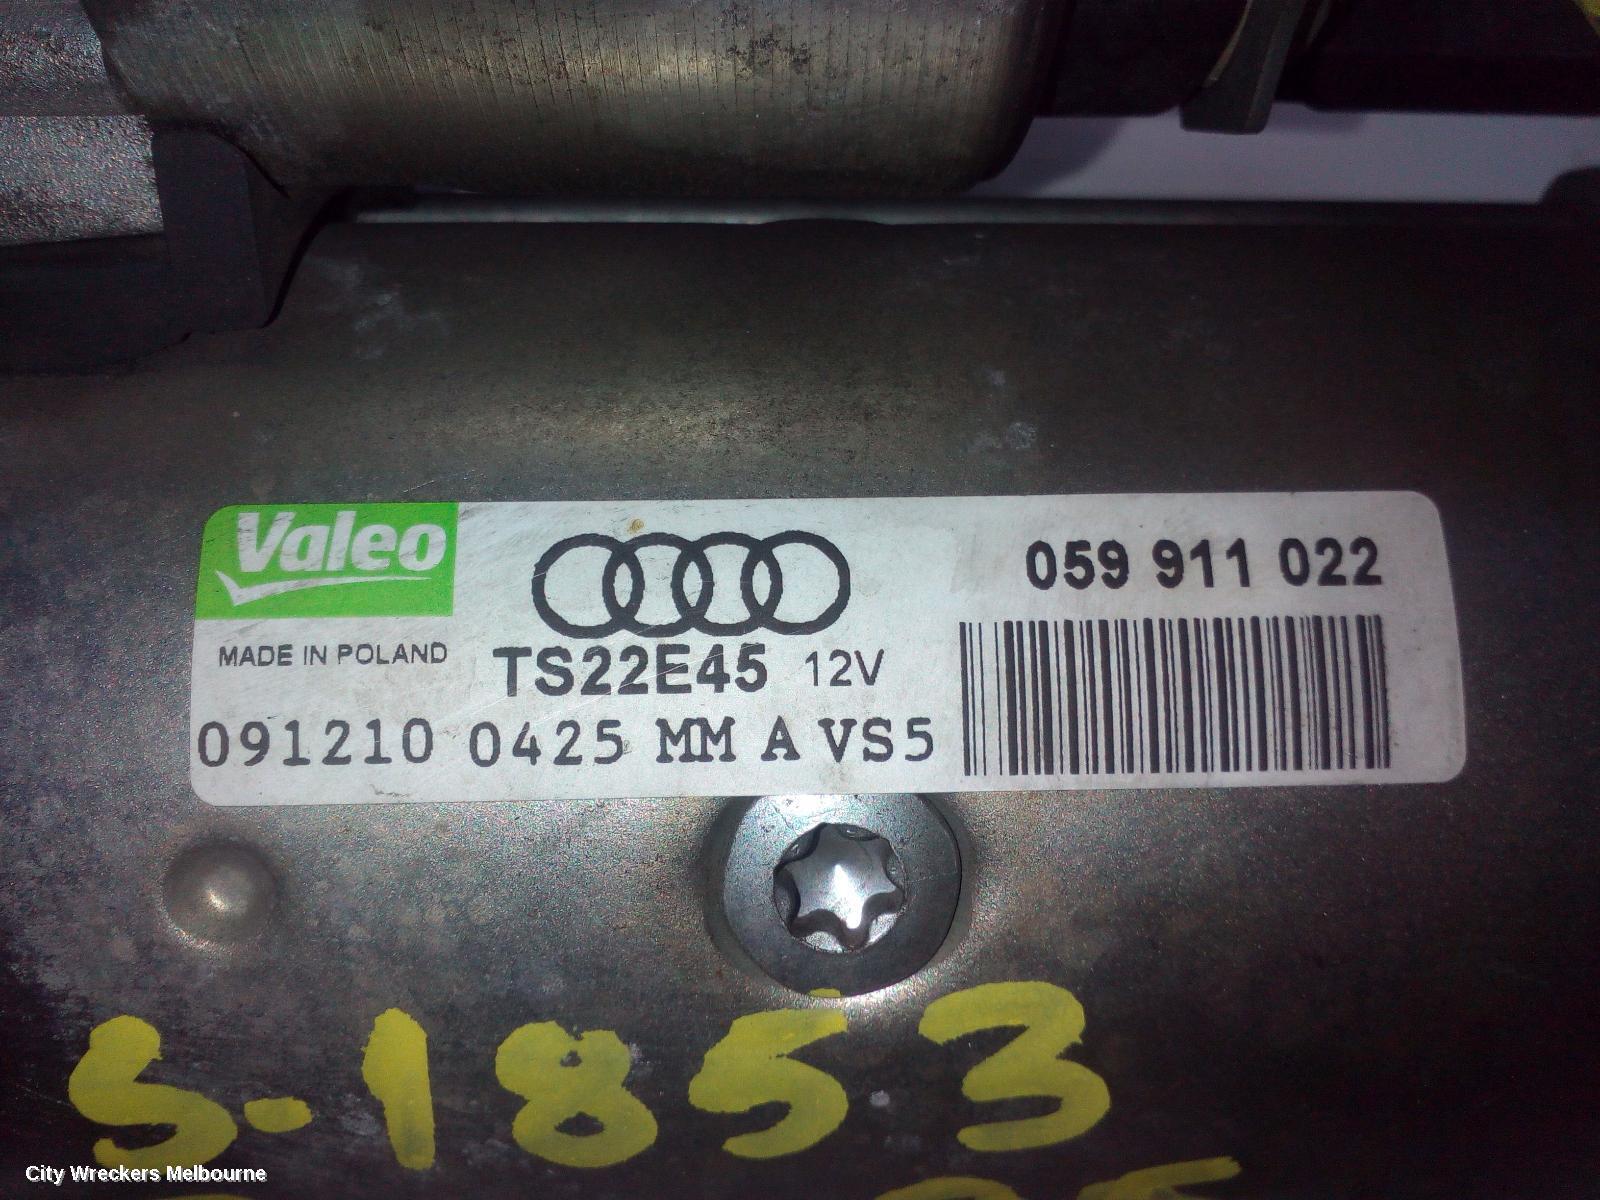 Valeo
MADE IN POLAND
TS22E45 12V
059 911 022
091210 0425 MM A VS5
S-1853
City Wreckers Melbourne